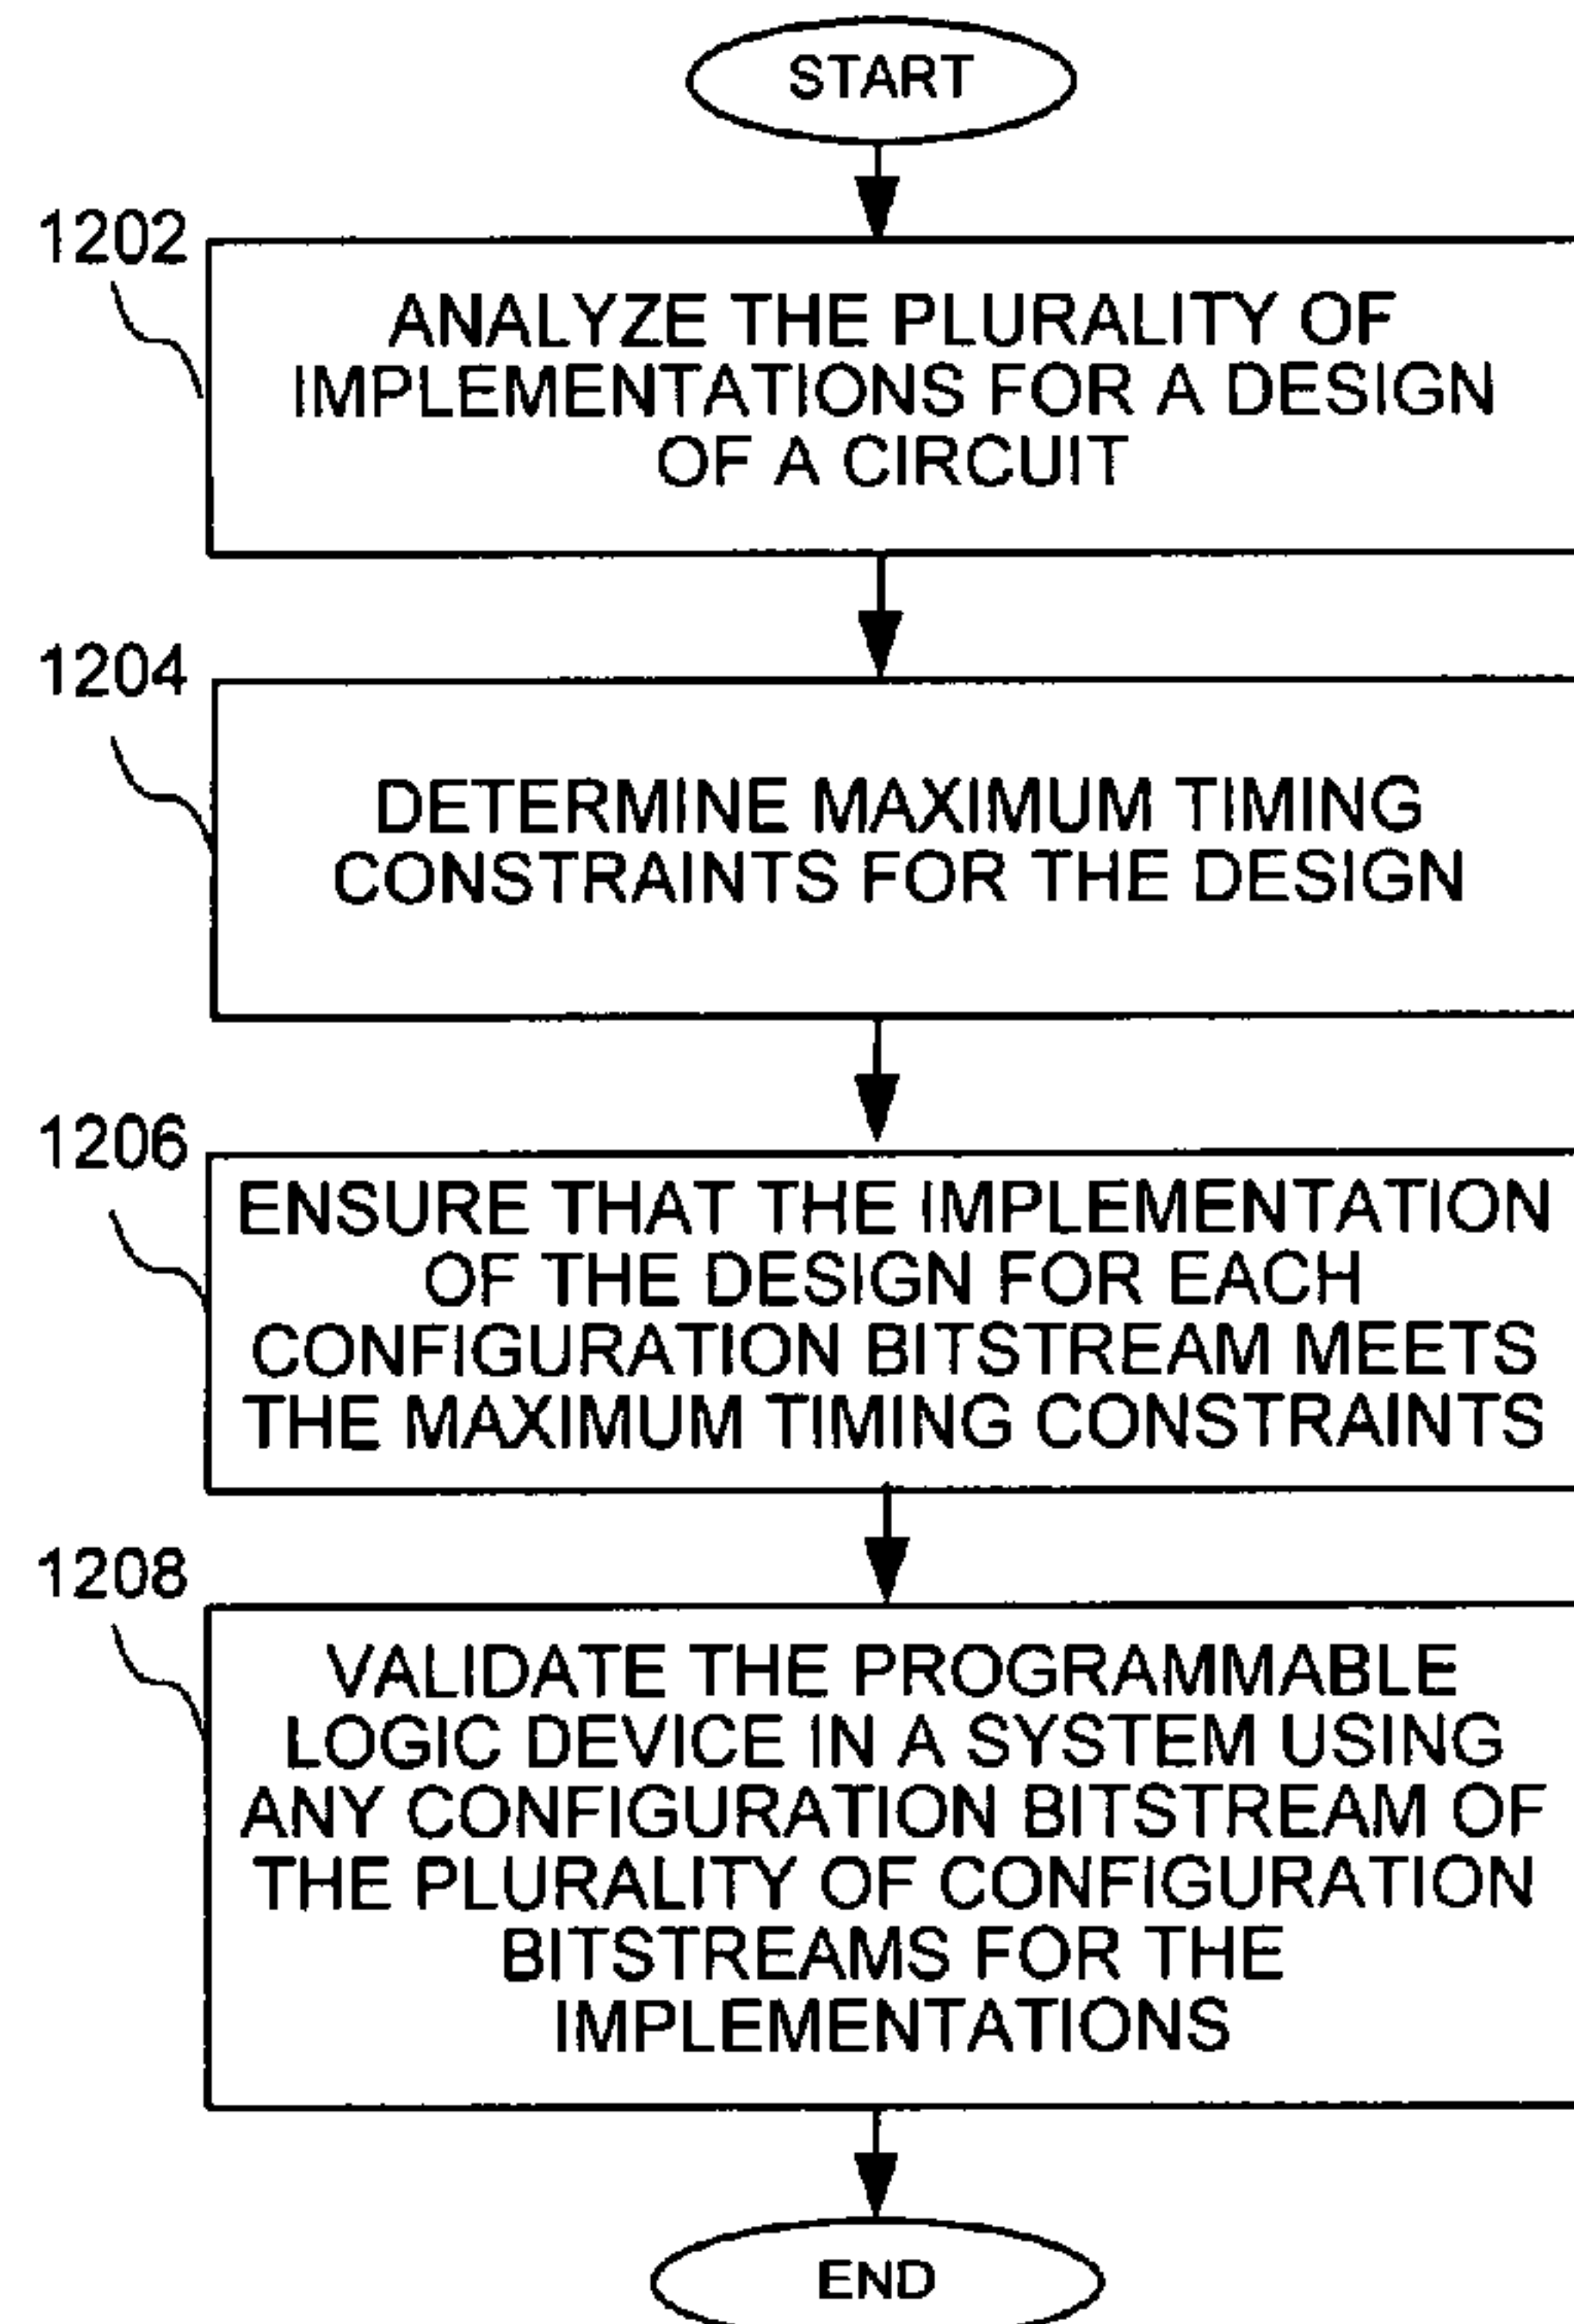 START
1202
ANALYZE THE PLURALITY OF
IMPLEMENTATIONS FOR A DESIGN
OF A CIRCUIT
1204
DETERMINE MAXIMUM TIMING
CONSTRAINTS FOR THE DESIGN
1206
ENSURE THAT THE IMPLEMENTATION
OF THE DESIGN FOR EACH
CONFIGURATION BITSTREAM MEETS
THE MAXIMUM TIMING CONSTRAINTS
1208
VALIDATE THE PROGRAMMABLE
LOGIC DEVICE IN A SYSTEM USING
ANY CONFIGURATION BITSTREAM OF
THE PLURALITY OF CONFIGURATION
BITSTREAMS FOR THE
IMPLEMENTATIONS
END